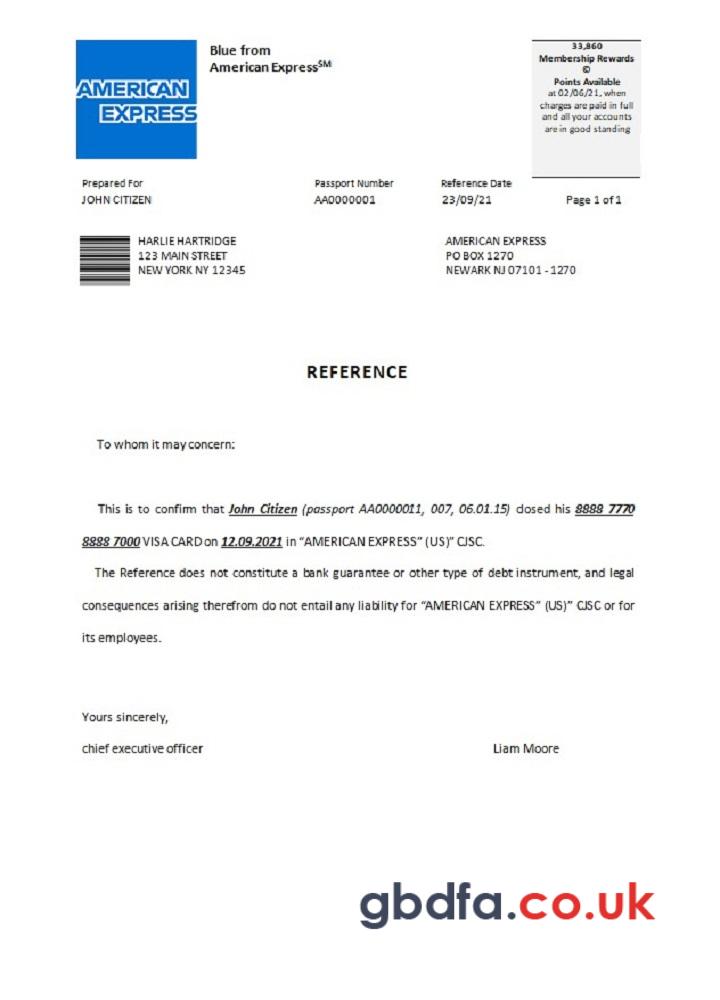 AMERICAN
EXPRESS
Blue from
American Express℠
33,860
Membership Rewards
©
Points Available
at 02/06/21, when
charges are paid in full
and all your accounts
are in good standing
Prepared For
JOHN CITIZEN
Passport Number
AA0000001
Reference Date
23/09/21
Page 1 of 1
HARLIE HARTRIDGE
123 MAIN STREET
NEW YORK NY 12345
AMERICAN EXPRESS
PO BOX 1270
NEWARK NJ 07101 - 1270
REFERENCE
To whom it may concern:
This is to confirm that John Citizen (passport AA0000011, 007, 06.01.15) closed his 8888 7770
8888 7000 VISA CARD on 12.09.2021 in “AMERICAN EXPRESS” (US)” CJSC.
The Reference does not constitute a bank guarantee or other type of debt instrument, and legal
consequences arising therefrom do not entail any liability for “AMERICAN EXPRESS” (US)” CJSC or for
its employees.
Yours sincerely,
chief executive officer
Liam Moore
gbdfa.co.uk